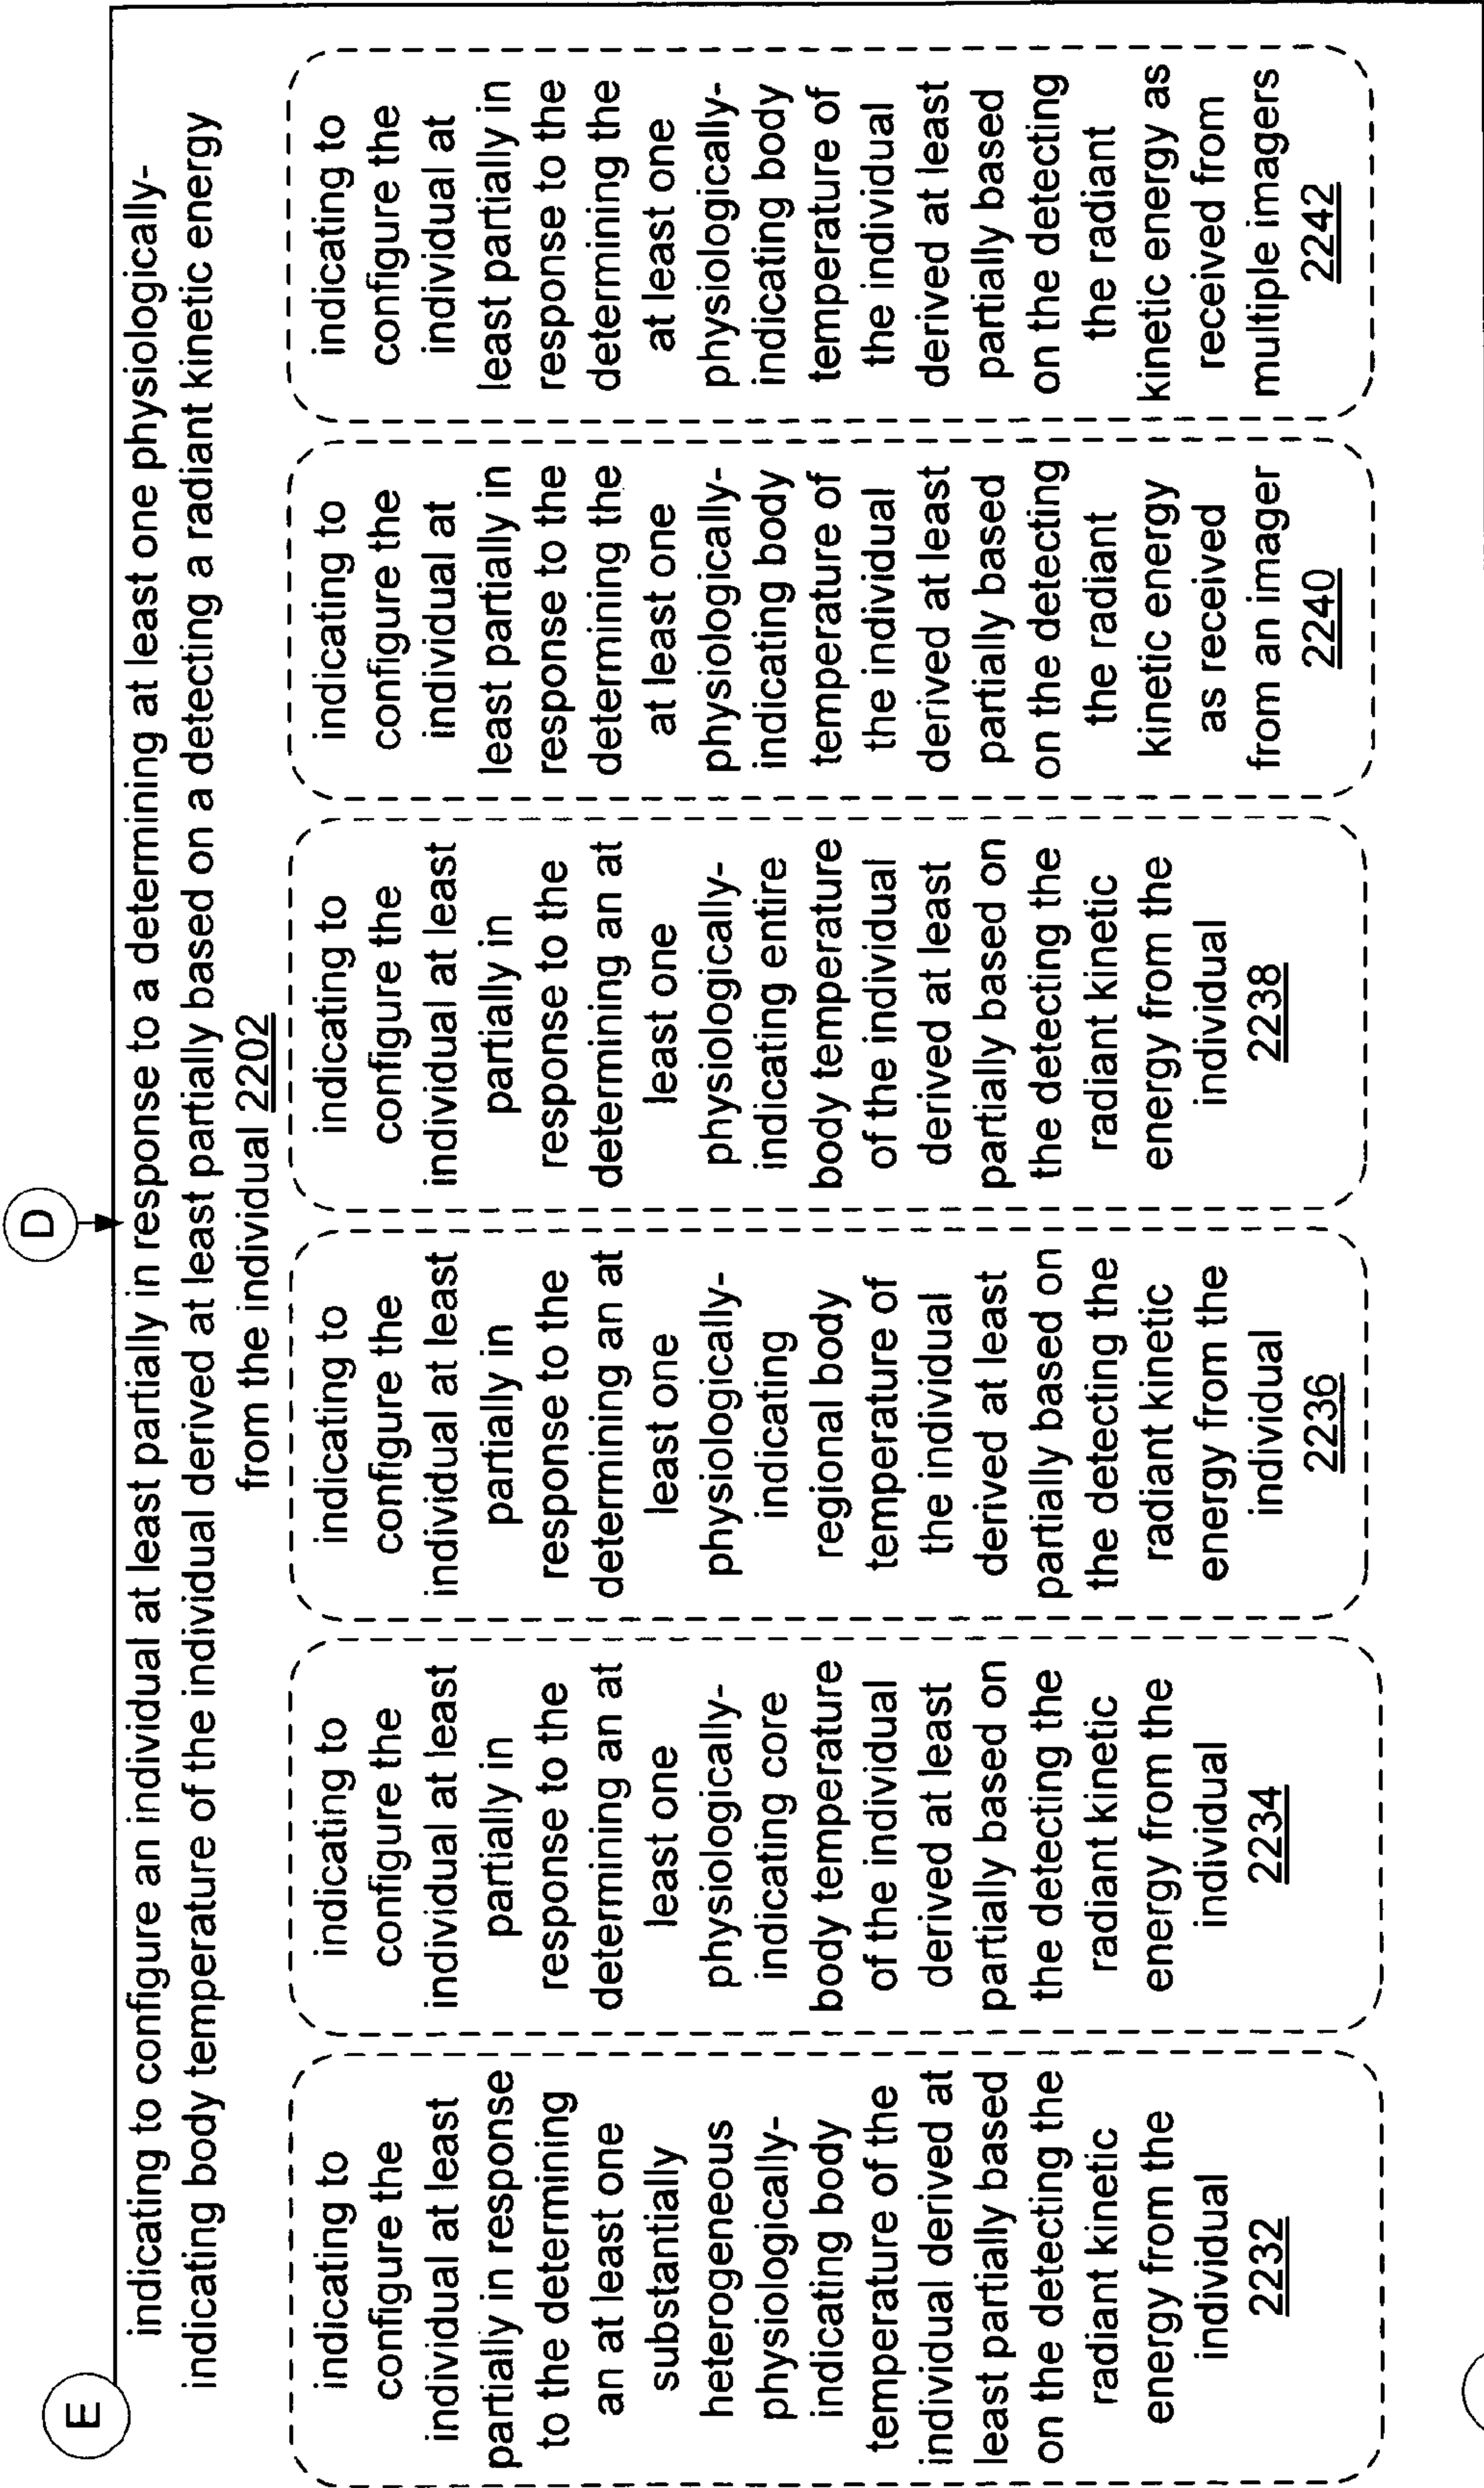 D
E
indicating to configure an individual at least partially in response to a determining at least one physiologically-
indicating body temperature of the individual derived at least partially based on a detecting a radiant kinetic energy
from the individual 2202
indicating to
configure the
individual at least
partially in response
to the determining
an at least one
substantially
heterogeneous
physiologically-
indicating body
temperature of the
individual derived at
least partially based
on the detecting the
radiant kinetic
energy from the
individual
2232
indicating to
configure the
individual at least
partially in
response to the
determining an at
least one
physiologically-
indicating core
body temperature
of the individual
derived at least
partially based on
the detecting the
radiant kinetic
energy from the
individual
2234
indicating to
configure the
individual at least
partially in
response to the
determining an at
least one
physiologically-
indicating
regional body
temperature of
the individual
derived at least
partially based on
the detecting the
radiant kinetic
energy from the
individual
2236
indicating to
configure the
individual at least
partially in
response to the
determining an at
least one
physiologically-
indicating entire
body temperature
of the individual
derived at least
partially based on
the detecting the
radiant kinetic
energy from the
individual
2238
indicating to
configure the
individual at
least partially in
response to the
determining the
at least one
physiologically-
indicating body
temperature of
the individual
derived at least
partially based
on the detecting
the radiant
kinetic energy
as received
from an imager
2240
indicating to
configure the
individual at
least partially in
response to the
determining the
at least one
physiologically-
indicating body
temperature of
the individual
derived at least
partially based
on the detecting
the radiant
kinetic energy as
received from
multiple imagers
2242